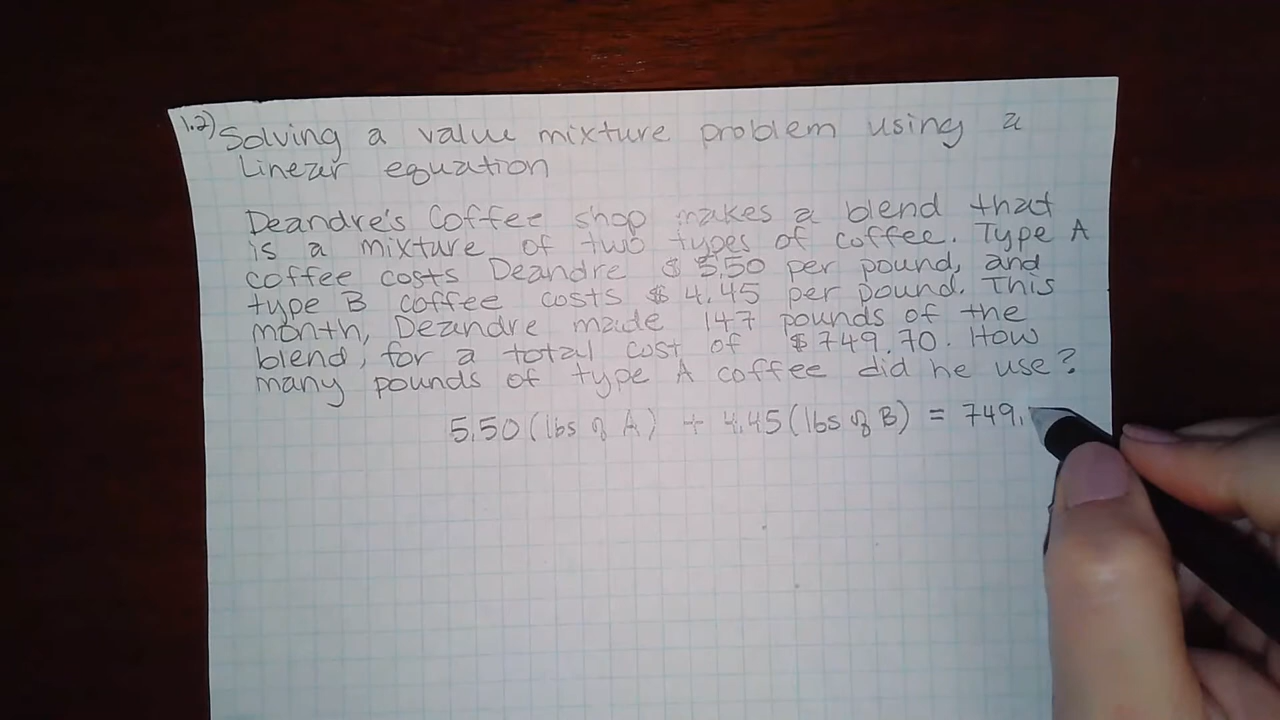 1.2) Solving a value mixture problem using a
Linear equation
Deandre's Coffee shop makes a blend that
is a mixture of two types of coffee. Type A
coffee costs Deandre $ 5.50 per pound, and
type B coffee costs $ 4.45 per pound. This
month, Deandre made 147 pounds of the
blend, for a total cost of $749.70. How
many pounds of type A coffee did he use?
5.50 (lbs of A) + 4.45 (lbs of B) = 749.